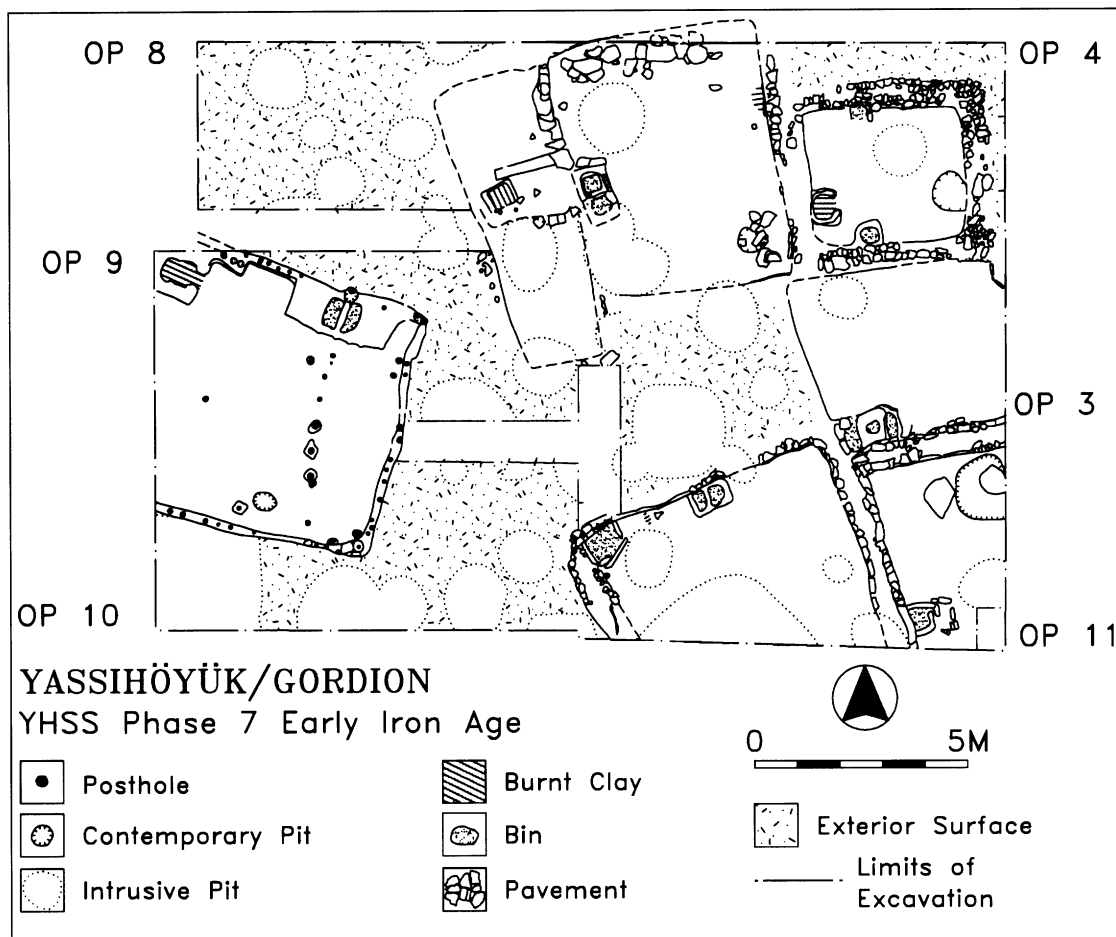 OP 8
OP 4
OP 9
OP 3
OP 10
OP 11
YASSIHÖYÜK/GORDION
YHSS Phase 7 Early Iron Age
0 5M
Posthole
Contemporary Pit
Intrusive Pit
Burnt Clay
Bin
Pavement
Exterior Surface
Limits of
Excavation